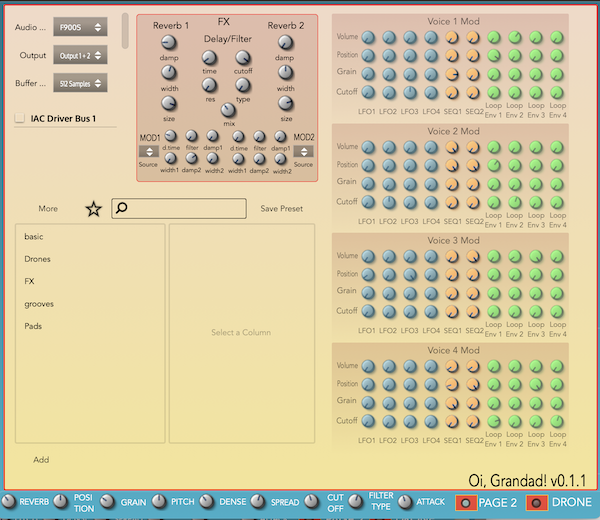 Audio ... F900S
Output Output 1 + 2
Buffer ... 512 Samples
IAC Driver Bus 1
FX
Reverb 1 Reverb 2
Delay/Filter
damp time cutoff damp
width res type width
size mix size
MOD1 MOD2
d.time filter damp1 d.time filter damp1
Source width1 damp2 width2 width1 damp2 width2 Source
More Save Preset
basic
Drones
FX
grooves
Pads
Select a Column
Add
Voice 1 Mod
Volume
Position
Grain
Cutoff
LFO1 LFO2 LFO3 LFO4 SEQ1 SEQ2 Loop Env 1 Loop Env 2 Loop Env 3 Loop Env 4
Voice 2 Mod
Volume
Position
Grain
Cutoff
LFO1 LFO2 LFO3 LFO4 SEQ1 SEQ2 Loop Env 1 Loop Env 2 Loop Env 3 Loop Env 4
Voice 3 Mod
Volume
Position
Grain
Cutoff
LFO1 LFO2 LFO3 LFO4 SEQ1 SEQ2 Loop Env 1 Loop Env 2 Loop Env 3 Loop Env 4
Voice 4 Mod
Volume
Position
Grain
Cutoff
LFO1 LFO2 LFO3 LFO4 SEQ1 SEQ2 Loop Env 1 Loop Env 2 Loop Env 3 Loop Env 4
Oi, Grandad! v0.1.1
REVERB POSI TION GRAIN PITCH DENSE SPREAD CUT OFF FILTER TYPE ATTACK PAGE 2 DRONE